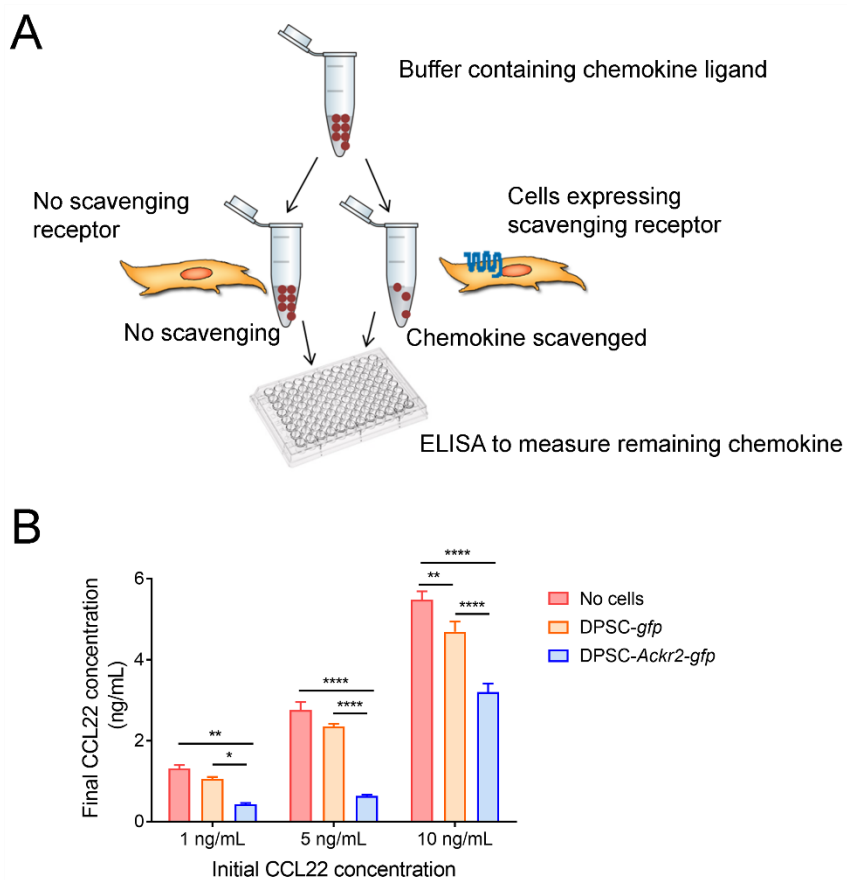 A
Buffer containing chemokine ligand
No scavenging
receptor
Cells expressing
scavenging receptor
No scavenging
Chemokine scavenged
ELISA to measure remaining chemokine
B
Final CCL22 concentration
(ng/mL)
6
4
2
0
**
*
****
****
****
**
****
No cells
DPSC-gfp
DPSC-Ackr2-gfp
1 ng/mL
5 ng/mL
10 ng/mL
Initial CCL22 concentration